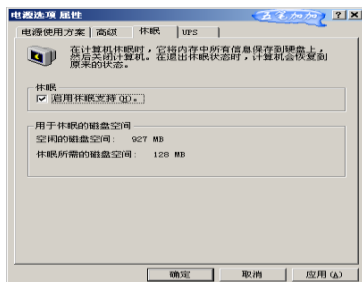 电源选项 属性
电源使用方案 高级 休眠 UPS
在计算机休眠时，它将内存中所有信息保存到硬盘上，
然后关闭计算机。在退出休眠状态时，计算机会恢复到
原来的状态。
休眠
启用休眠支持(H)。
用于休眠的磁盘空间
空闲的磁盘空间： 927 MB
休眠所需的磁盘空间： 128 MB
确定 取消 应用(A)